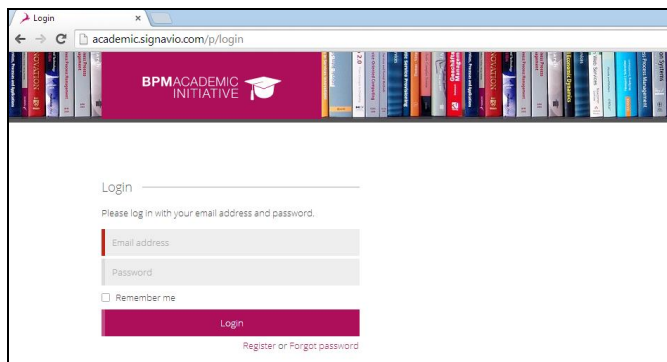 Login
academic.signavio.com/p/login
BPMACADEMIC
INITIATIVE
Login
Please log in with your email address and password.
Email address
Password
Remember me
Login
Register or Forgot password